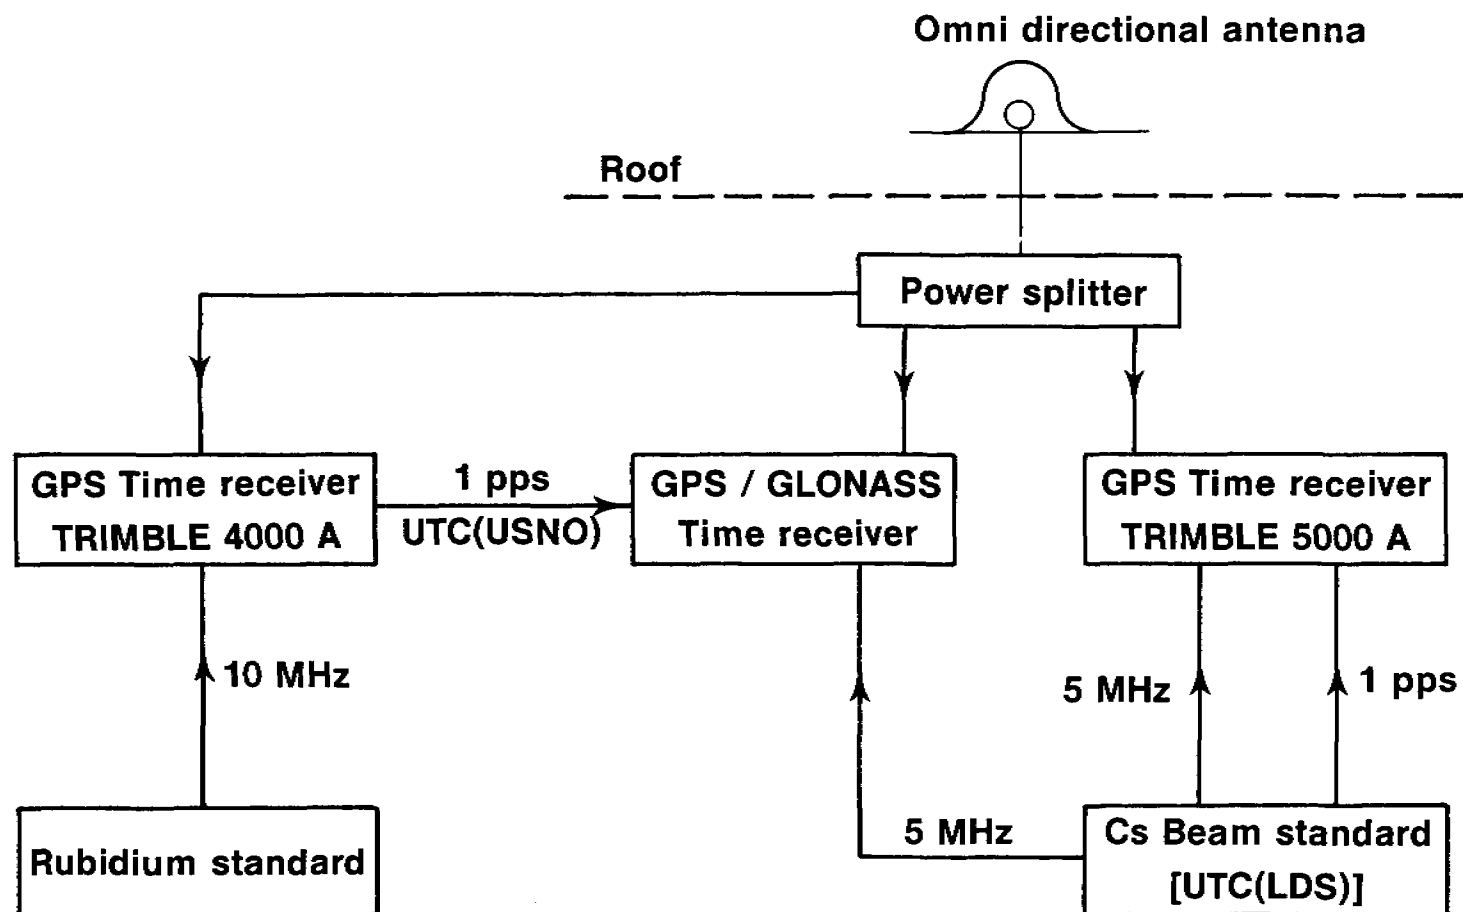 Omni directional antenna
Roof
Power splitter
GPS Time receiver
TRIMBLE 4000 A
1 pps
UTC(USNO)
GPS / GLONASS
Time receiver
GPS Time receiver
TRIMBLE 5000 A
10 MHz
5 MHz
1 pps
5 MHz
Rubidium standard
Cs Beam standard
[UTC(LDS)]